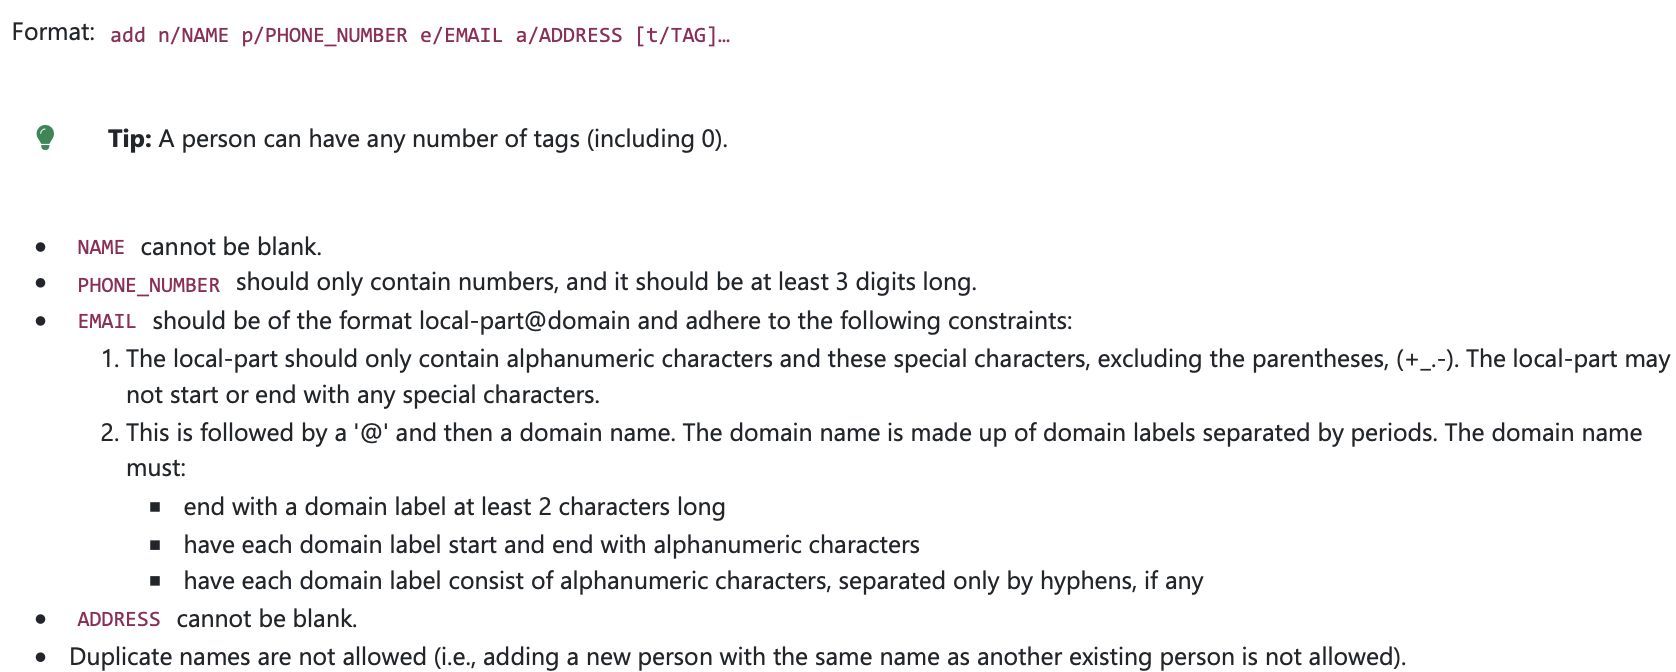 Format: add n/NAME p/PHONE_NUMBER e/EMAIL a/ADDRESS [t/TAG]…
Tip: A person can have any number of tags (including 0).
• NAME cannot be blank.
• PHONE_NUMBER should only contain numbers, and it should be at least 3 digits long.
• EMAIL should be of the format local-part@domain and adhere to the following constraints:
1. The local-part should only contain alphanumeric characters and these special characters, excluding the parentheses, (+_.-). The local-part may
not start or end with any special characters.
2. This is followed by a '@' and then a domain name. The domain name is made up of domain labels separated by periods. The domain name
must:
▪ end with a domain label at least 2 characters long
▪ have each domain label start and end with alphanumeric characters
▪ have each domain label consist of alphanumeric characters, separated only by hyphens, if any
• ADDRESS cannot be blank.
• Duplicate names are not allowed (i.e., adding a new person with the same name as another existing person is not allowed).